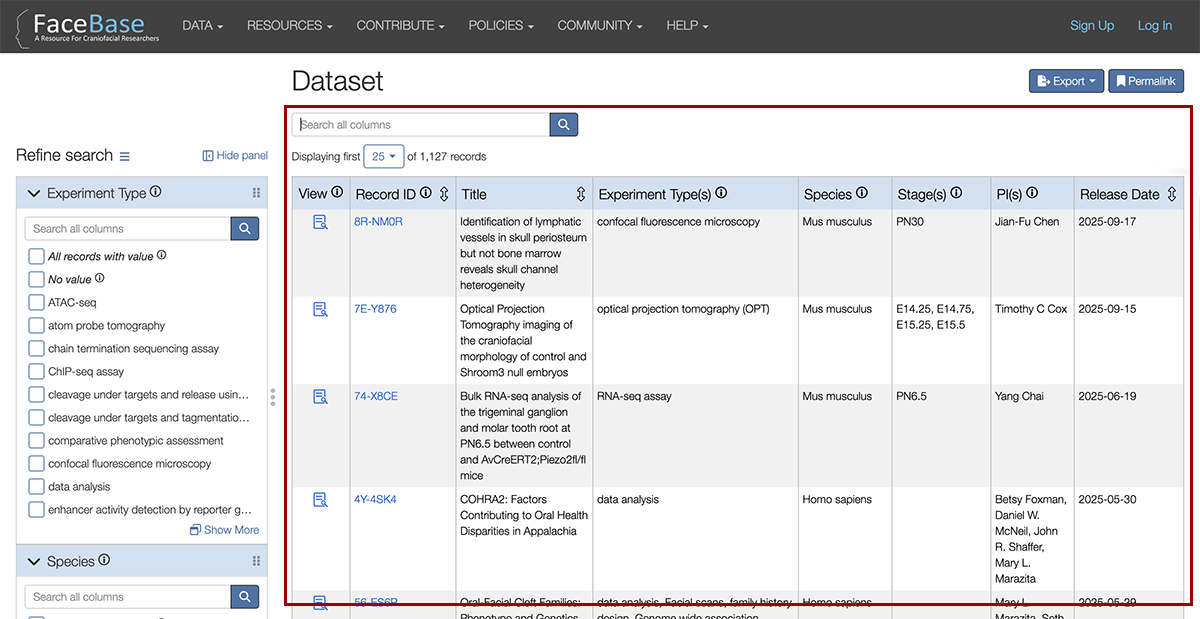 FaceBase
A Resource For Craniofacial Researchers
DATA
RESOURCES
CONTRIBUTE
POLICIES
COMMUNITY
HELP
Sign Up
Log In
Dataset
Export
Permalink
Search all columns
Displaying first 25 of 1,127 records
Refine search
Hide panel
Experiment Type
Search all columns
All records with value
No value
ATAC-seq
atom probe tomography
chain termination sequencing assay
ChIP-seq assay
cleavage under targets and release usin...
cleavage under targets and tagmentatio...
comparative phenotypic assessment
confocal fluorescence microscopy
data analysis
enhancer activity detection by reporter g...
Show More
Species
Search all columns
View
Record ID
Title
Experiment Type(s)
Species
Stage(s)
PI(s)
Release Date
8R-NM0R
Identification of lymphatic
vessels in skull periosteum
but not bone marrow
reveals skull channel
heterogeneity
confocal fluorescence microscopy
Mus musculus
PN30
Jian-Fu Chen
2025-09-17
7E-Y876
Optical Projection
Tomography imaging of
the craniofacial
morphology of control and
Shroom3 null embryos
optical projection tomography (OPT)
Mus musculus
E14.25, E14.75,
E15.25, E15.5
Timothy C Cox
2025-09-15
74-X8CE
Bulk RNA-seq analysis of
the trigeminal ganglion
and molar tooth root at
PN6.5 between control
and AvCreERT2;Piezo2fl/fl
mice
RNA-seq assay
Mus musculus
PN6.5
Yang Chai
2025-06-19
4Y-4SK4
COHRA2: Factors
Contributing to Oral Health
Disparities in Appalachia
data analysis
Homo sapiens
Betsy Foxman,
Daniel W.
McNeil, John
R. Shaffer,
Mary L.
Marazita
2025-05-30
56-ES6P
Oral-Facial Cleft Families:
Phenotype and Genetics
data analysis, Facial scans, family history
design, Genome wide association
Homo sapiens
Mary L.
Marazita, Seth
2025-05-29